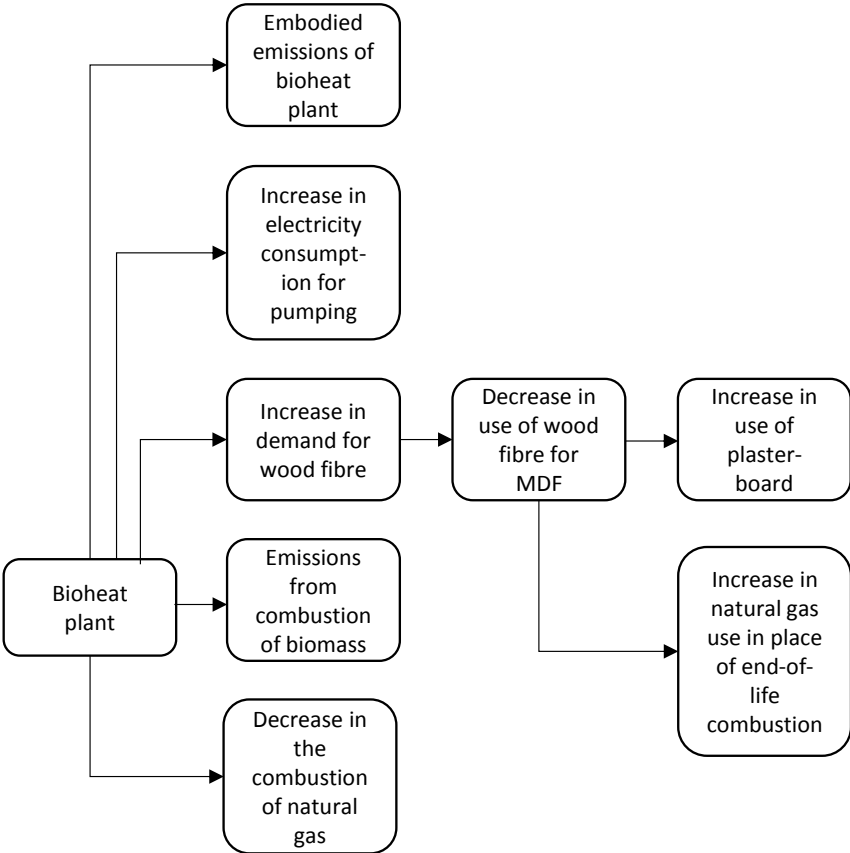 Embodied
emissions of
bioheat
plant
Increase in
electricity
consumpt-
ion for
pumping
Increase in
demand for
wood fibre
Decrease in
use of wood
fibre for
MDF
Increase in
use of
plaster-
board
Bioheat
plant
Emissions
from
combustion
of biomass
Increase in
natural gas
use in place
of end-of-
life
combustion
Decrease in
the
combustion
of natural
gas